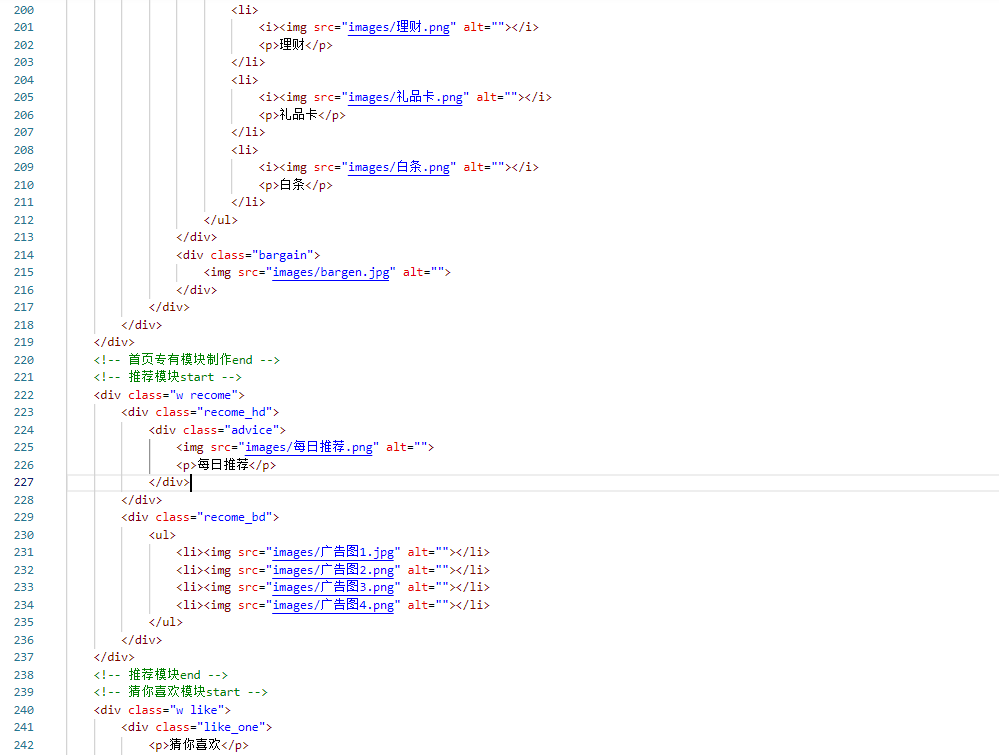 200 <li>
201 <i><img src="images/理财.png" alt=""></i>
202 <p>理财</p>
203 </li>
204 <li>
205 <i><img src="images/礼品卡.png" alt=""></i>
206 <p>礼品卡</p>
207 </li>
208 <li>
209 <i><img src="images/白条.png" alt=""></i>
210 <p>白条</p>
211 </li>
212 </ul>
213 </div>
214 <div class="bargain">
215 <img src="images/bargen.jpg" alt="">
216 </div>
217 </div>
218 </div>
219 </div>
220 <!-- 首页专有模块制作end -->
221 <!-- 推荐模块start -->
222 <div class="w recome">
223 <div class="recome_hd">
224 <div class="advice">
225 <img src="images/每日推荐.png" alt="">
226 <p>每日推荐</p>
227 </div>
228 </div>
229 <div class="recome_bd">
230 <ul>
231 <li><img src="images/广告图1.jpg" alt=""></li>
232 <li><img src="images/广告图2.png" alt=""></li>
233 <li><img src="images/广告图3.png" alt=""></li>
234 <li><img src="images/广告图4.png" alt=""></li>
235 </ul>
236 </div>
237 </div>
238 <!-- 推荐模块end -->
239 <!-- 猜你喜欢模块start -->
240 <div class="w like">
241 <div class="like_one">
242 <p>猜你喜欢</p>